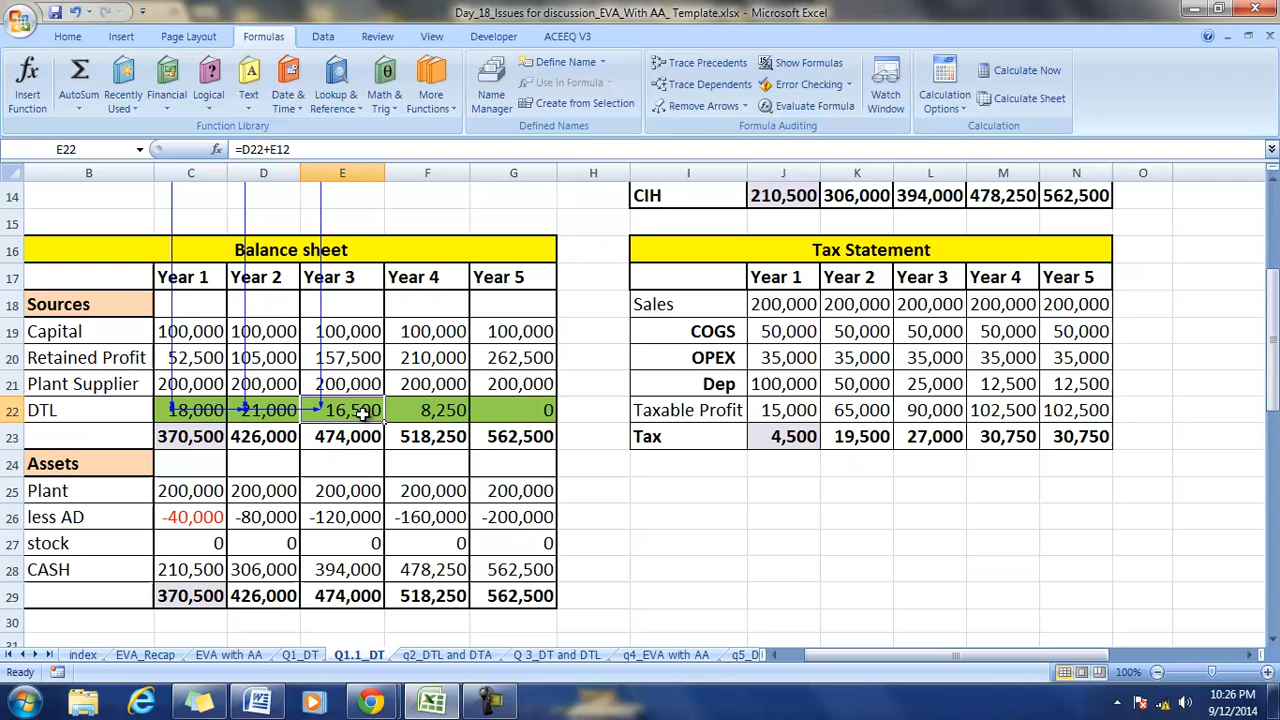 Day_18_Issues for discussion_EVA_With AA_ Template.xlsx - Microsoft Excel
Home Insert Page Layout Formulas Data Review View Developer ACEEQ V3
Insert Function
AutoSum
Recently Used
Financial
Logical
Text
Date & Time
Lookup & Reference
Math & Trig
More Functions
Function Library
Name Manager
Define Name
Use in Formula
Create from Selection
Defined Names
Trace Precedents
Trace Dependents
Remove Arrows
Show Formulas
Error Checking
Evaluate Formula
Formula Auditing
Watch Window
Calculation Options
Calculate Now
Calculate Sheet
Calculation
E22 fx =D22+E12
B C D E F G H I J K L M N O
14 CIH 210,500 306,000 394,000 478,250 562,500
15
16 Balance sheet Tax Statement
17 Year 1 Year 2 Year 3 Year 4 Year 5 Year 1 Year 2 Year 3 Year 4 Year 5
18 Sources Sales 200,000 200,000 200,000 200,000 200,000
19 Capital 100,000 100,000 100,000 100,000 100,000 COGS 50,000 50,000 50,000 50,000 50,000
20 Retained Profit 52,500 105,000 157,500 210,000 262,500 OPEX 35,000 35,000 35,000 35,000 35,000
21 Plant Supplier 200,000 200,000 200,000 200,000 200,000 Dep 100,000 50,000 25,000 12,500 12,500
22 DTL 18,000 21,000 16,500 8,250 0 Taxable Profit 15,000 65,000 90,000 102,500 102,500
23 370,500 426,000 474,000 518,250 562,500 Tax 4,500 19,500 27,000 30,750 30,750
24 Assets
25 Plant 200,000 200,000 200,000 200,000 200,000
26 less AD -40,000 -80,000 -120,000 -160,000 -200,000
27 stock 0 0 0 0 0
28 CASH 210,500 306,000 394,000 478,250 562,500
29 370,500 426,000 474,000 518,250 562,500
30
31
index EVA_Recap EVA with AA Q1_DT Q1.1_DT q2_DTL and DTA Q 3_DT and DTL q4_EVA with AA q5_D
Ready 100%
10:26 PM
9/12/2014